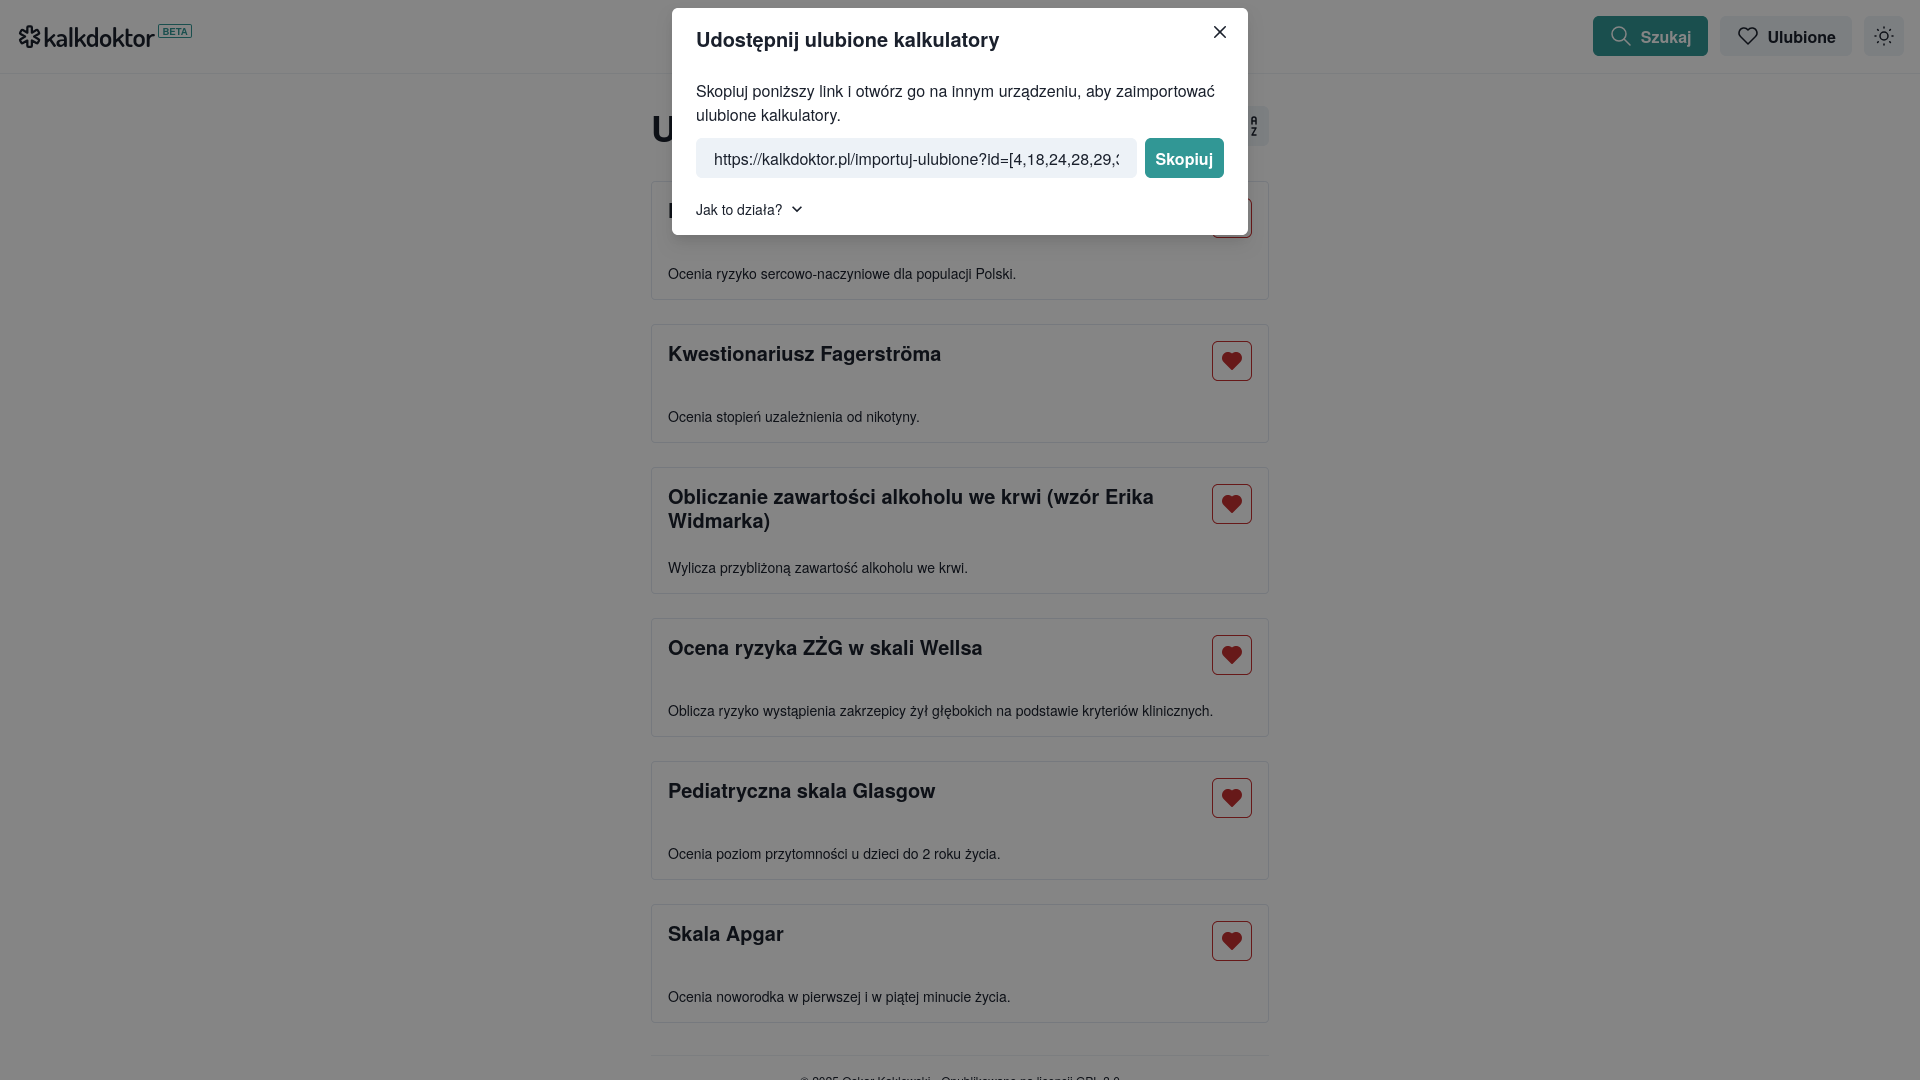 kalkdoktor BETA
Udostępnij ulubione kalkulatory
Szukaj
Ulubione
Skopiuj poniższy link i otwórz go na innym urządzeniu, aby zaimportować
ulubione kalkulatory.
https://kalkdoktor.pl/importuj-ulubione?id=[4,18,24,28,29,
Skopiuj
Jak to działa?
U
A
Z
Ocenia ryzyko sercowo-naczyniowe dla populacji Polski.
Kwestionariusz Fagerströma
Ocenia stopień uzależnienia od nikotyny.
Obliczanie zawartości alkoholu we krwi (wzór Erika
Widmarka)
Wylicza przybliżoną zawartość alkoholu we krwi.
Ocena ryzyka ZŻG w skali Wellsa
Oblicza ryzyko wystąpienia zakrzepicy żył głębokich na podstawie kryteriów klinicznych.
Pediatryczna skala Glasgow
Ocenia poziom przytomności u dzieci do 2 roku życia.
Skala Apgar
Ocenia noworodka w pierwszej i w piątej minucie życia.